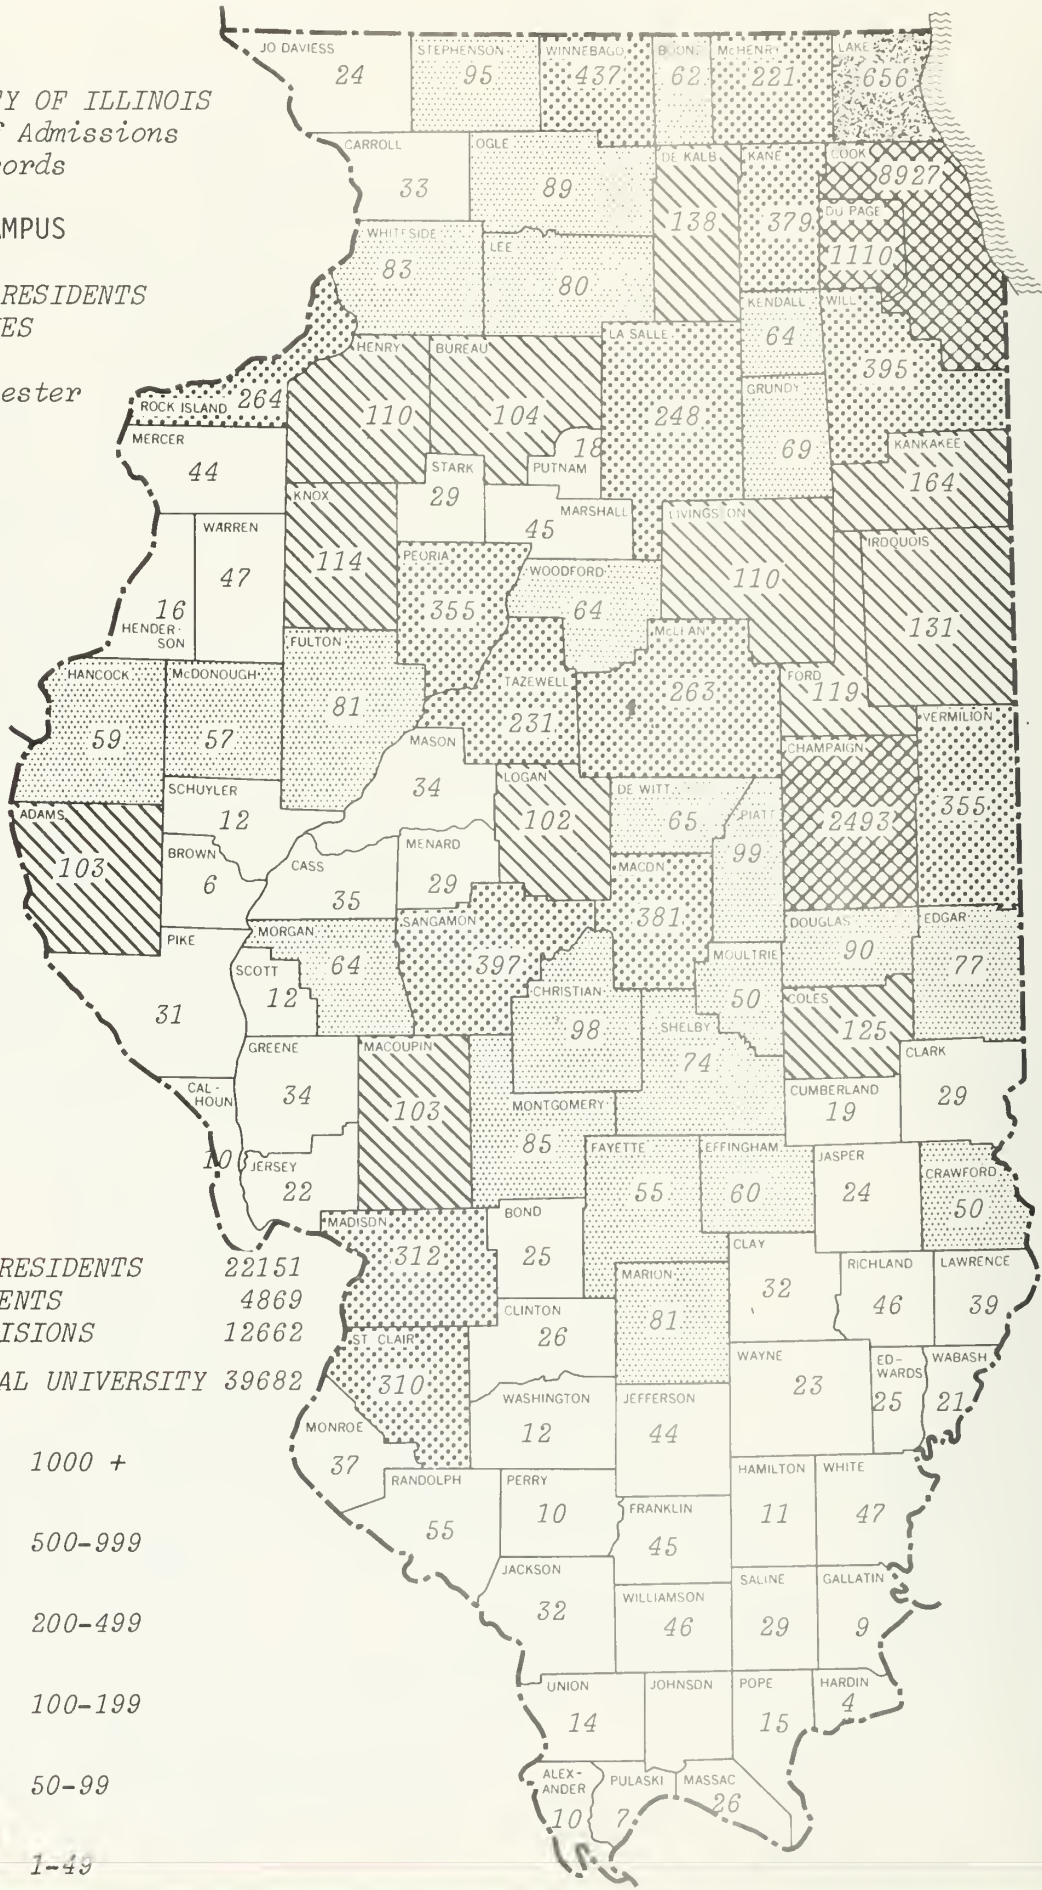 TY OF ILLINOIS
f Admissions
cords
AMPUS
RESIDENTS
ES
ester
JO DAVIESS
24
STEPHENSON
95
WINNEBAGO
437
BOONE
62
McHENRY
221
LAKE
656
CARROLL
33
OGLE
89
DE KALB
138
KANE
379
COOK
8927
DU PAGE
1110
WHITESIDE
83
LEE
80
KENDALL
64
WILL
395
ROCK ISLAND 264
HENRY
110
BUREAU
104
PUTNAM
18
LA SALLE
248
GRUNDY
69
KANKAKEE
164
MERCER
44
KNOX
114
STARK
29
MARSHALL
45
LIVINGSTON
110
IROQUOIS
131
WARREN
47
16
HENDER-
SON
PEORIA
355
WOODFORD
64
FULTON
81
TAZEWELL
231
McLEAN
263
FORD
119
HANCOCK
59
McDONOUGH
57
MASON
34
LOGAN
102
DE WITT
65
PIATT
99
CHAMPAIGN
2493
VERMILION
355
ADAMS
103
SCHUYLER
12
BROWN
6
CASS
35
MENARD
29
MACON
381
DOUGLAS
90
EDGAR
77
PIKE
31
MORGAN
64
SCOTT
12
SANGAMON
397
CHRISTIAN
98
MOULTRIE
50
SHELBY
74
COLES
125
CLARK
29
CUMBERLAND
19
GREENE
34
MACOUPIN
103
MONTGOMERY
85
CAL-
HOUN
10
JERSEY
22
FAYETTE
55
EFFINGHAM
60
JASPER
24
CRAWFORD
50
MADISON
312
BOND
25
CLAY
32
RICHLAND
46
LAWRENCE
39
RESIDENTS 22151
ENTS 4869
ISIONS 12662
AL UNIVERSITY 39682
CLINTON
26
MARION
81
ST CLAIR
310
WASHINGTON
12
JEFFERSON
44
WAYNE
23
ED-
WARDS
25
WABASH
21
MONROE
37
RANDOLPH
55
PERRY
10
FRANKLIN
45
HAMILTON
11
WHITE
47
JACKSON
32
WILLIAMSON
46
SALINE
29
GALLATIN
9
UNION
14
JOHNSON
POPE
15
HARDIN
4
ALEX-
ANDER
10
PULASKI
7
MASSAC
26
1000 +
500-999
200-499
100-199
50-99
1-49